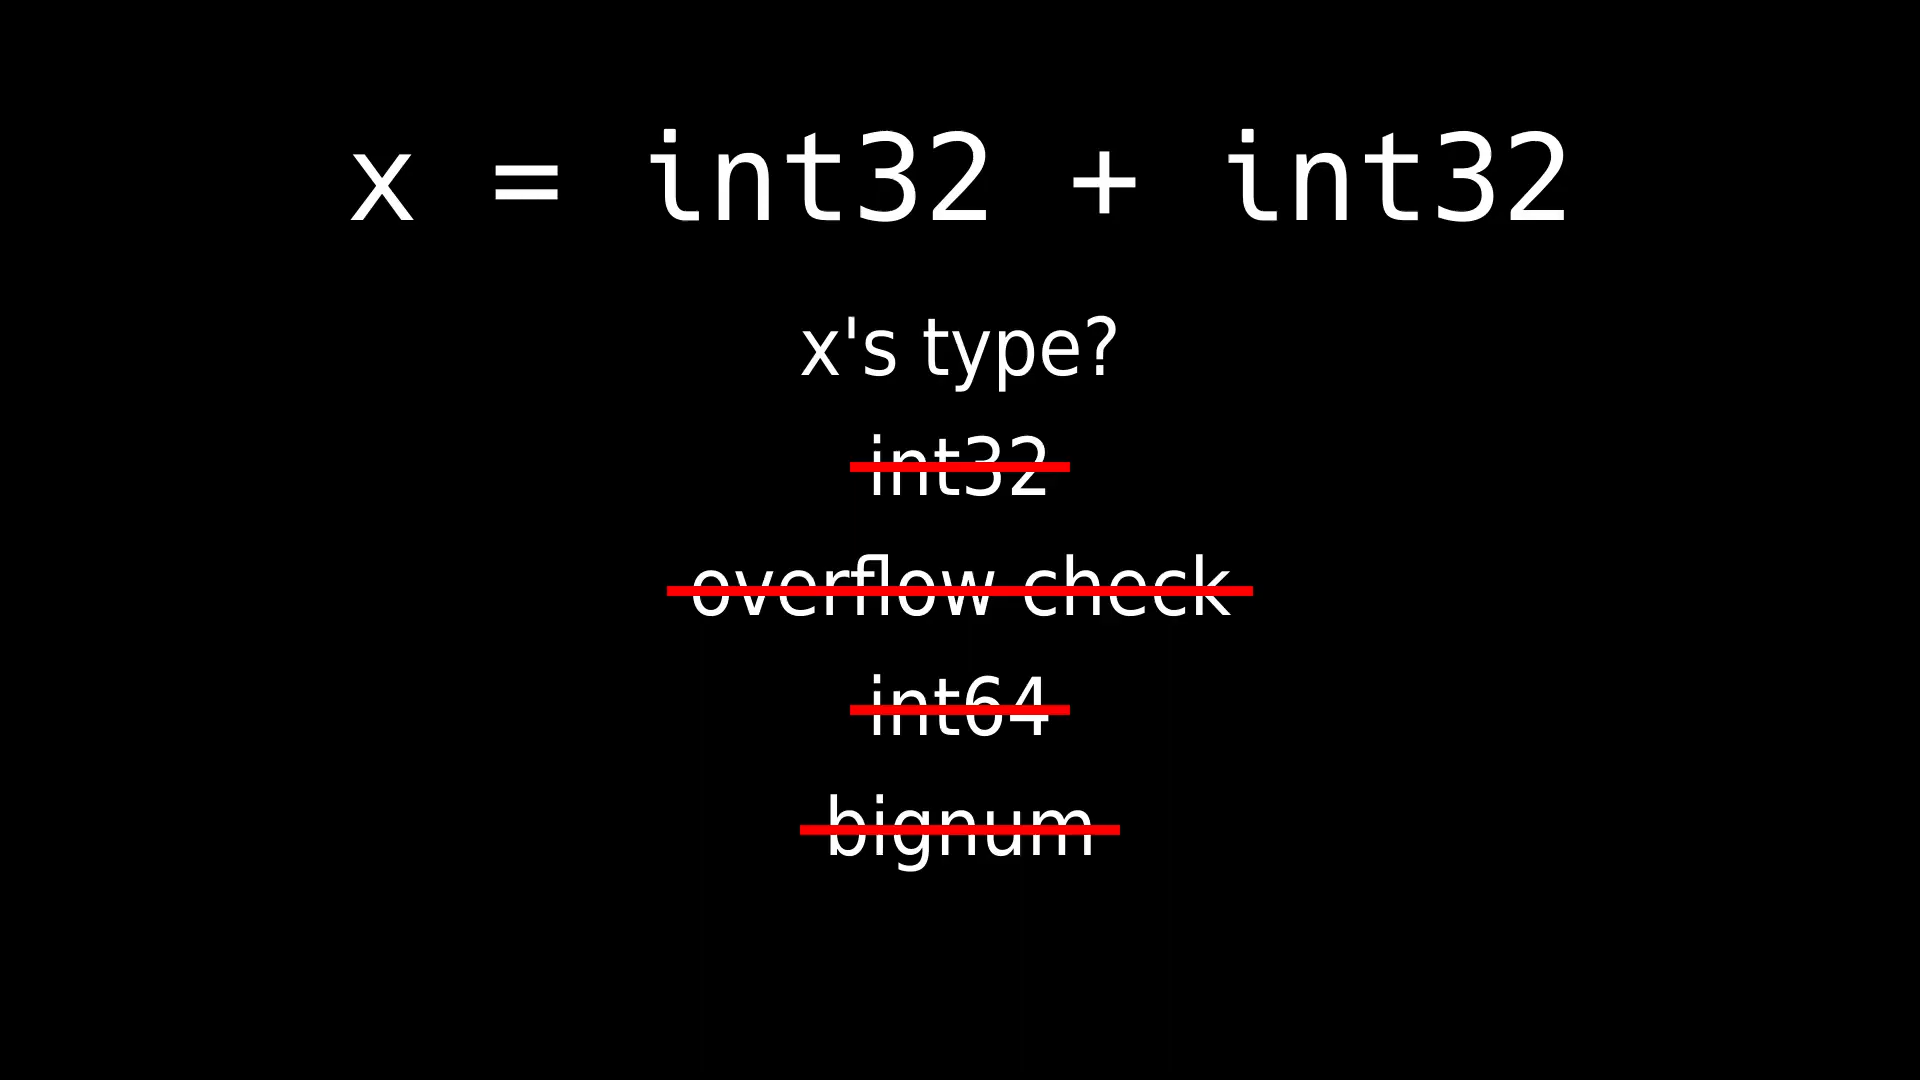 x = int32 + int32
x's type?
int32
overflow check
int64
bignum